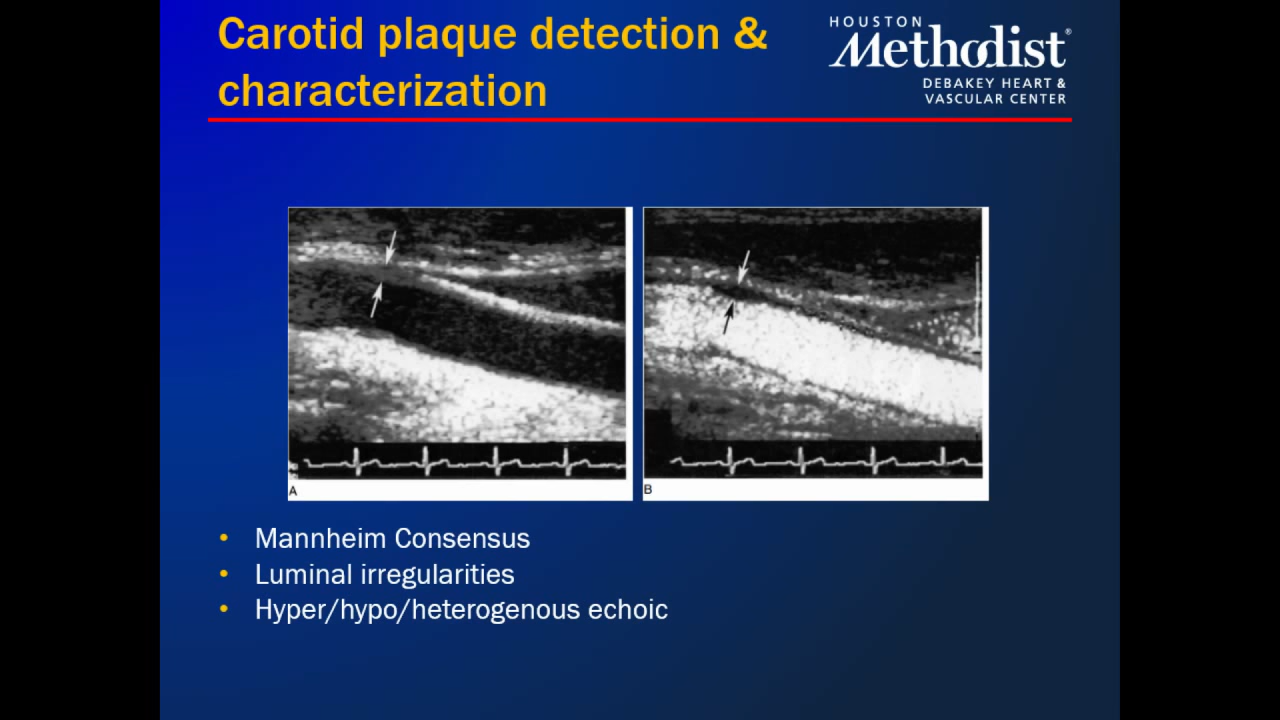 Carotid plaque detection &
characterization
HOUSTON
Methodist®
DEBAKEY HEART &
VASCULAR CENTER
A
B
• Mannheim Consensus
• Luminal irregularities
• Hyper/hypo/heterogenous echoic